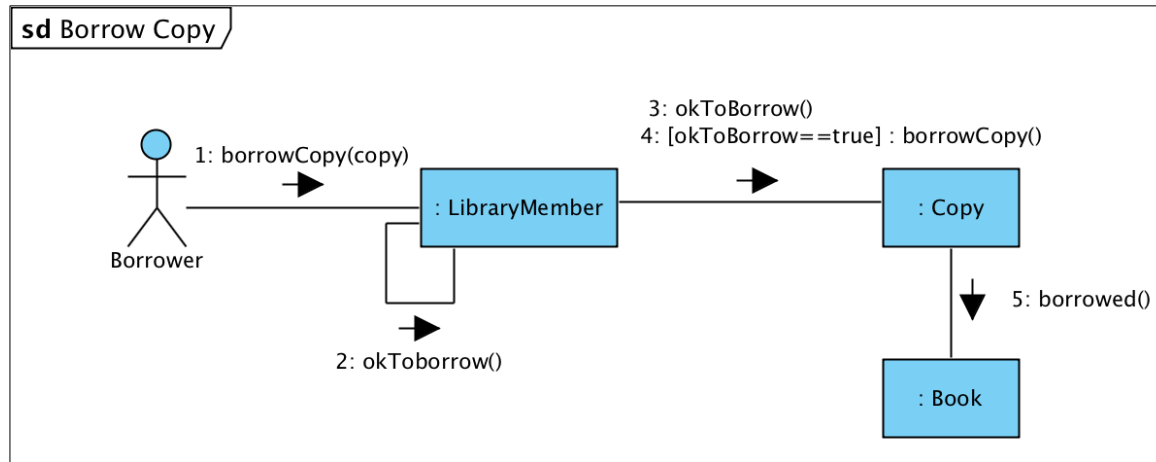 sd Borrow Copy
1: borrowCopy(copy)
3: okToBorrow()
4: [okToBorrow==true] : borrowCopy()
: LibraryMember
: Copy
Borrower
2: okToborrow()
5: borrowed()
: Book